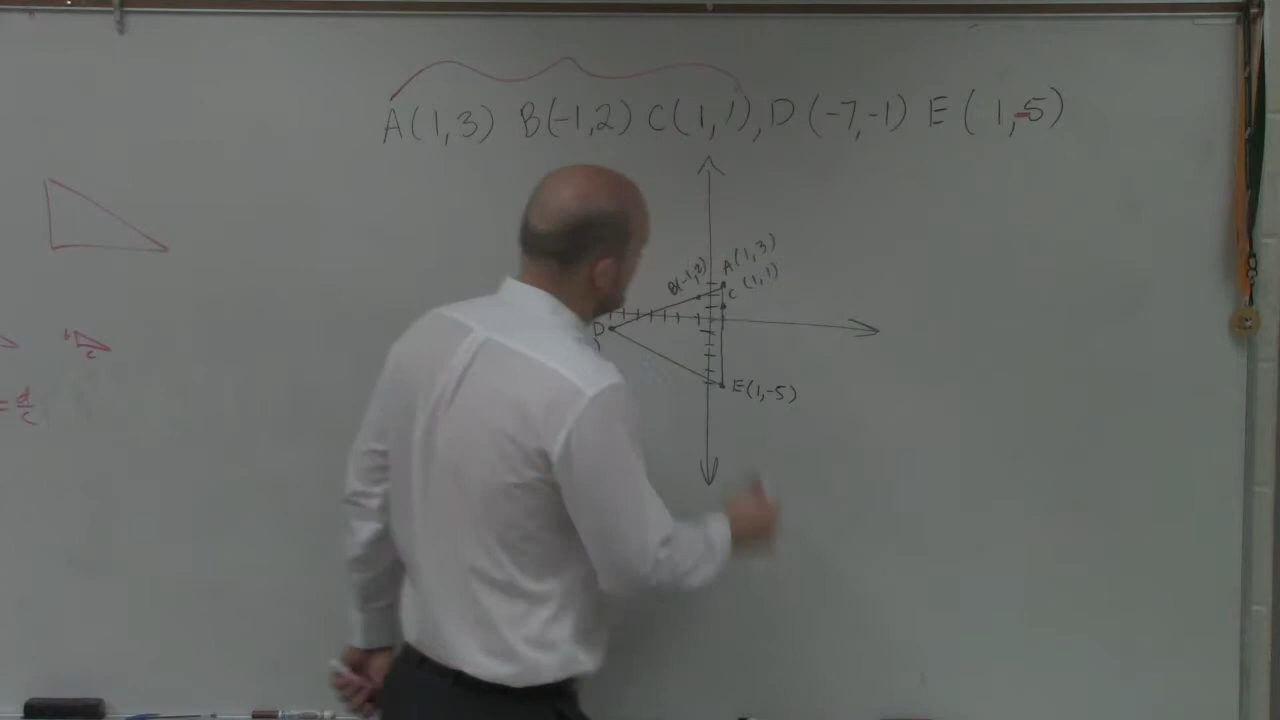 A(1,3) B(-1,2) C(1,1), D(-7,-1) E(1,-5)
A(1,3)
B(-1,2)
C(1,1)
D
E(1,-5)
c
= d/c